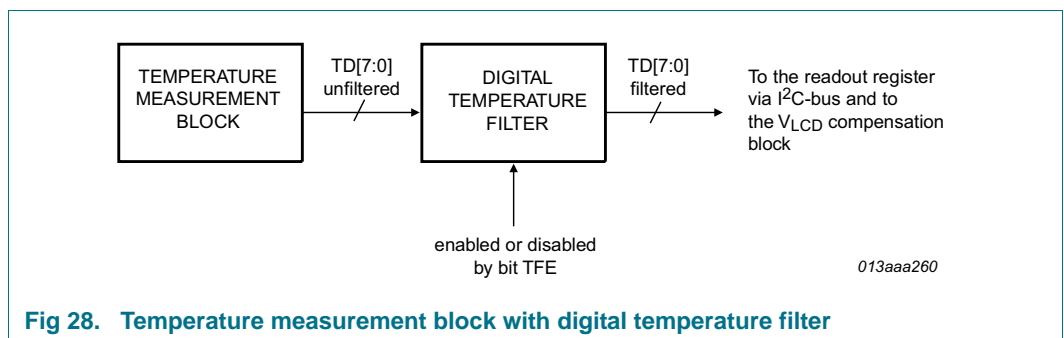 TEMPERATURE
MEASUREMENT
BLOCK
TD[7:0]
unfiltered
DIGITAL
TEMPERATURE
FILTER
TD[7:0]
filtered
To the readout register
via I²C-bus and to
the VLCD compensation
block
enabled or disabled
by bit TFE
013aaa260
Fig 28. Temperature measurement block with digital temperature filter